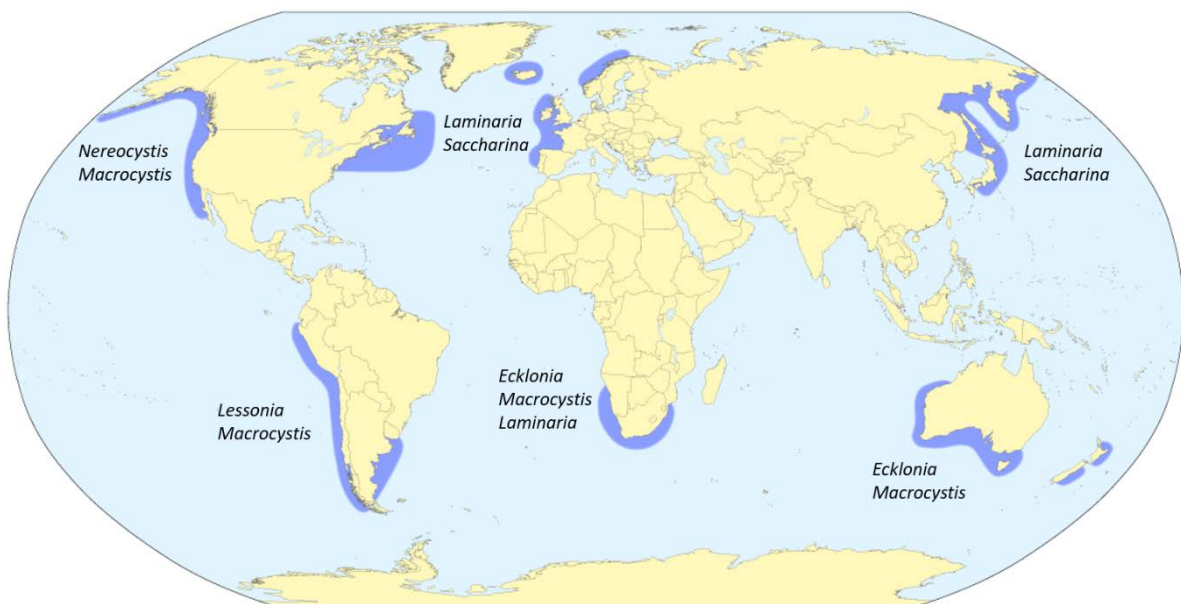 Nereocystis
Macrocystis
Laminaria
Saccharina
Laminaria
Saccharina
Lessonia
Macrocystis
Ecklonia
Macrocystis
Laminaria
Ecklonia
Macrocystis